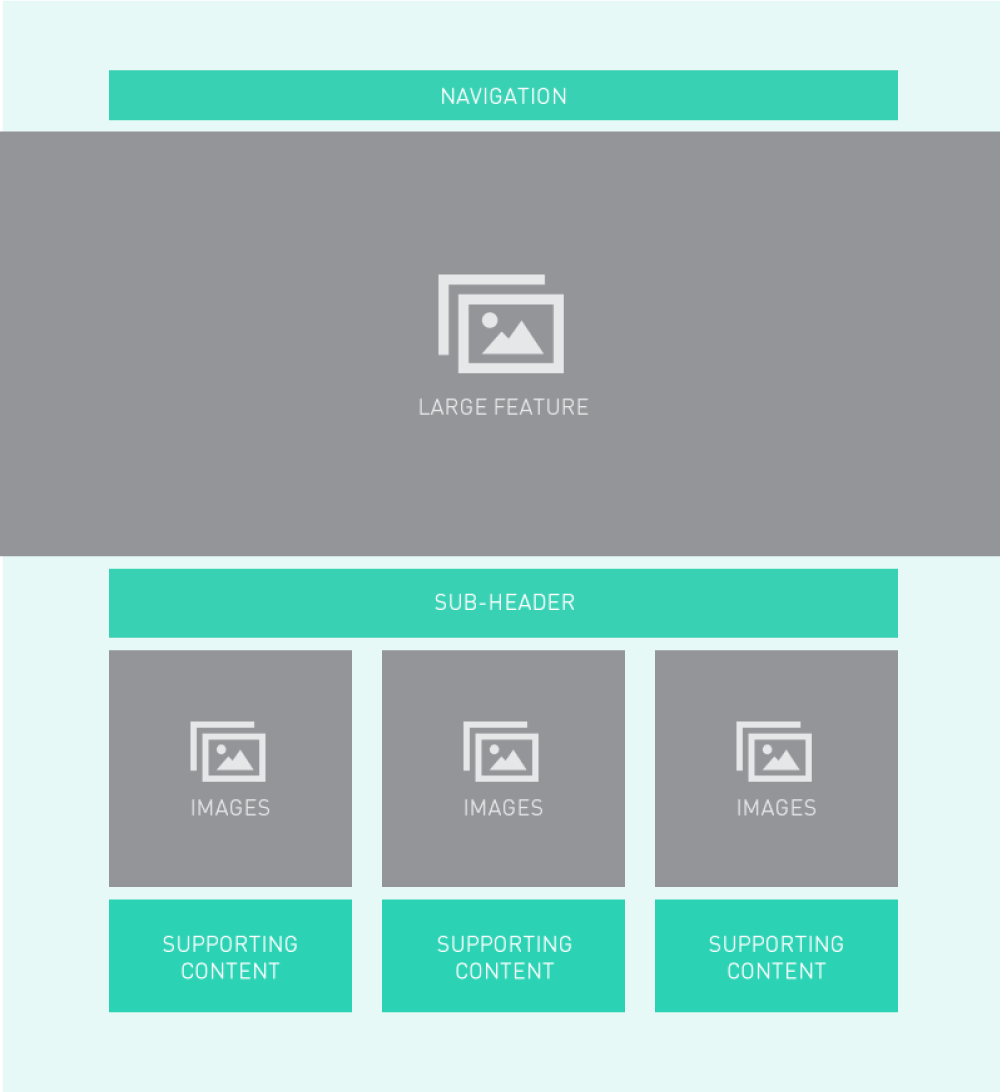 NAVIGATION
LARGE FEATURE
SUB-HEADER
IMAGES
IMAGES
IMAGES
SUPPORTING
CONTENT
SUPPORTING
CONTENT
SUPPORTING
CONTENT